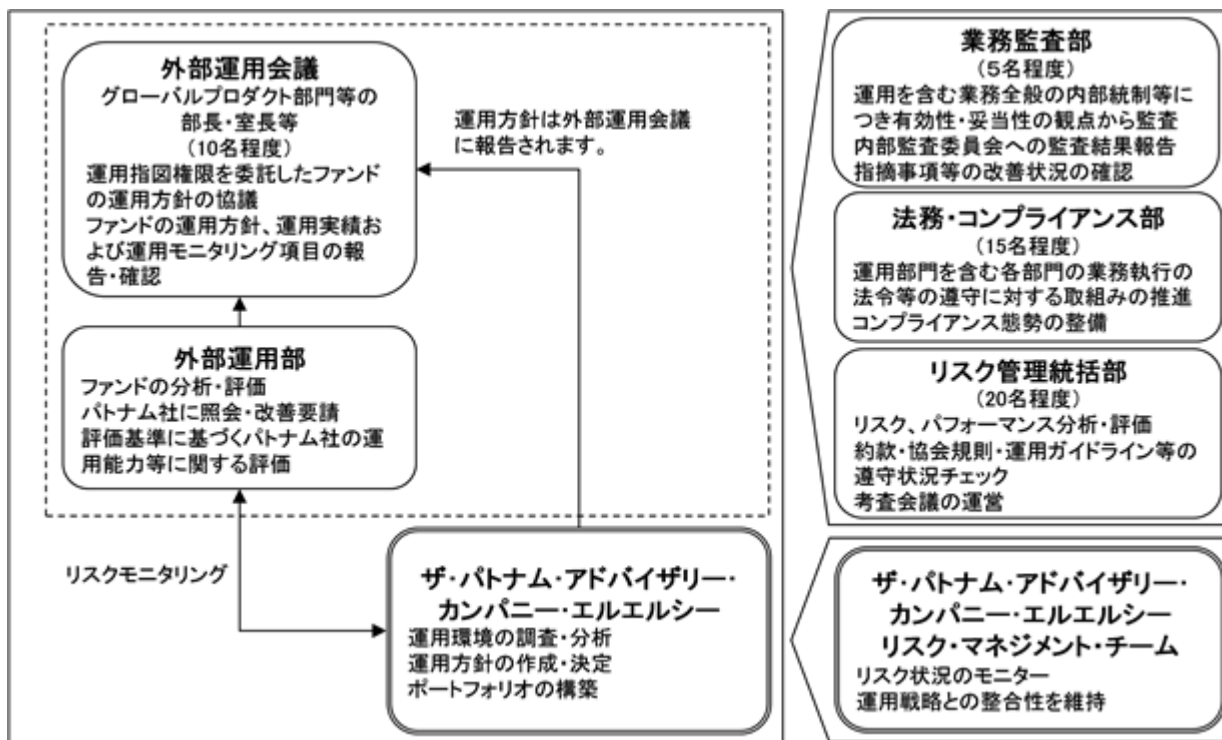 外部運用会議
グローバルプロダクト部門等の
部長・室長等
(10名程度)
運用指図権限を委託したファンド
の運用方針の協議
ファンドの運用方針、運用実績お
よび運用モニタリング項目の報
告・確認
運用方針は外部運用会議
に報告されます。
外部運用部
ファンドの分析・評価
パトナム社に照会・改善要請
評価基準に基づくパトナム社の運
用能力等に関する評価
リスクモニタリング
ザ・パトナム・アドバイザリー・
カンパニー・エルエルシー
運用環境の調査・分析
運用方針の作成・決定
ポートフォリオの構築
業務監査部
(5名程度)
運用を含む業務全般の内部統制等に
つき有効性・妥当性の観点から監査
内部監査委員会への監査結果報告
指摘事項等の改善状況の確認
法務・コンプライアンス部
(15名程度)
運用部門を含む各部門の業務執行の
法令等の遵守に対する取組みの推進
コンプライアンス態勢の整備
リスク管理統括部
(20名程度)
リスク、パフォーマンス分析・評価
約款・協会規則・運用ガイドライン等の
遵守状況チェック
考査会議の運営
ザ・パトナム・アドバイザリー・
カンパニー・エルエルシー
リスク・マネジメント・チーム
リスク状況のモニター
運用戦略との整合性を維持